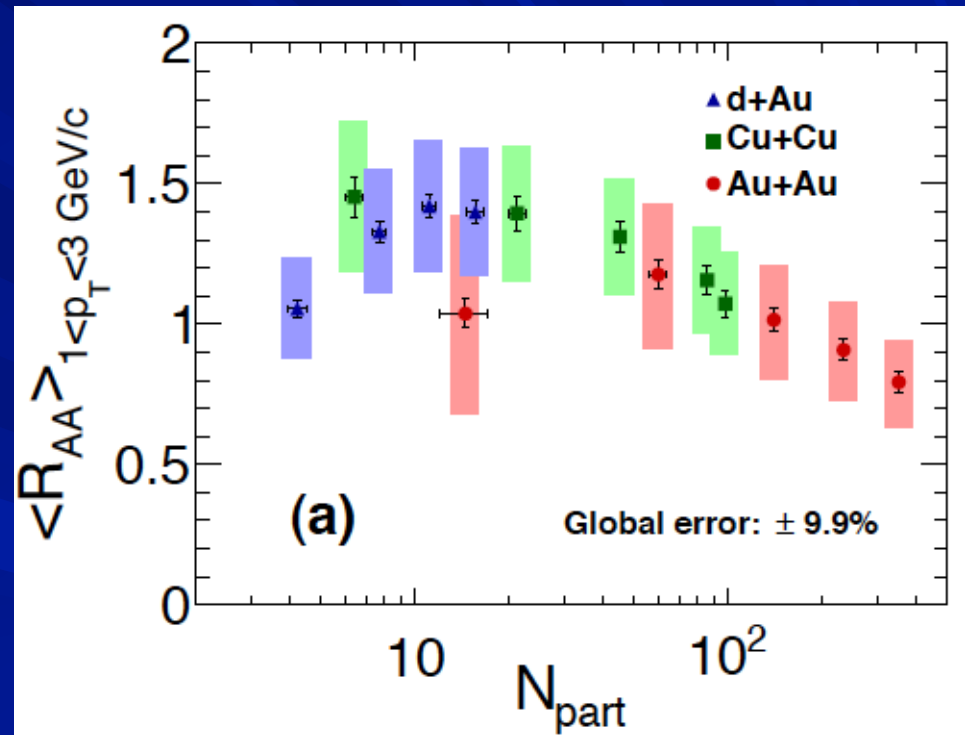 2
1.5
1
0.5
0
<R_AA>_1<p_T<3 GeV/c
d+Au
Cu+Cu
Au+Au
(a)
Global error: ± 9.9%
10
10²
N_part